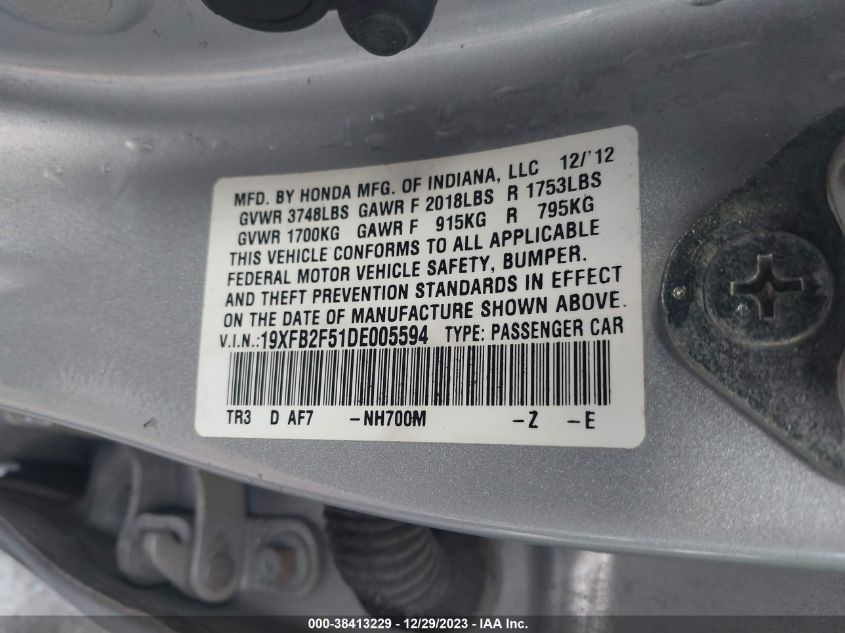 MFD. BY HONDA MFG. OF INDIANA, LLC 12/'12
GVWR 3748LBS GAWR F 2018LBS R 1753LBS
GVWR 1700KG GAWR F 915KG R 795KG
THIS VEHICLE CONFORMS TO ALL APPLICABLE
FEDERAL MOTOR VEHICLE SAFETY, BUMPER.
AND THEFT PREVENTION STANDARDS IN EFFECT
ON THE DATE OF MANUFACTURE SHOWN ABOVE.
V.I.N.:19XFB2F51DE005594 TYPE: PASSENGER CAR
TR3 D AF7 -NH700M -Z -E
000-38413229 - 12/29/2023 - IAA Inc.